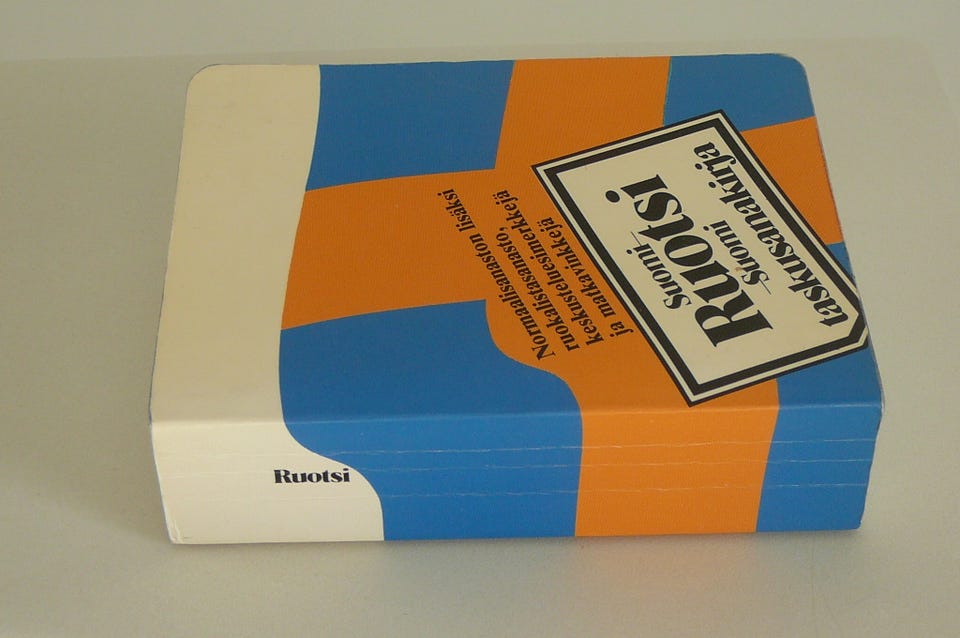 Suomi
Ruotsi
Suomi
taskusanakirja
Normaalisanaston lisäksi
ruokalistasanasto,
keskusteluesimerkkejä
ja matkavinkkejä
Ruotsi